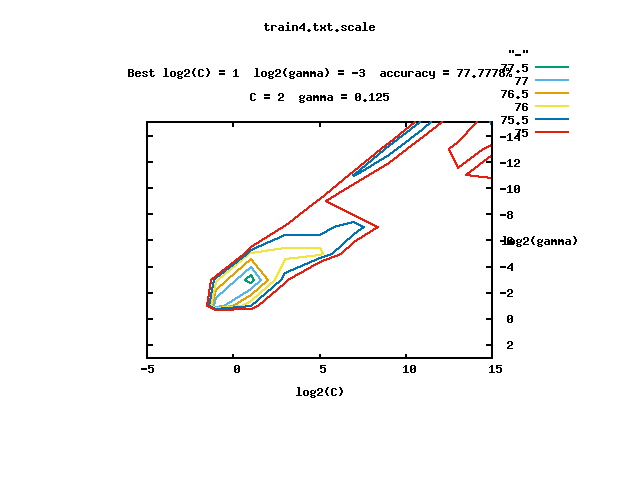 train4.txt.scale
"-"
Best log2(C) = 1  log2(gamma) = -3  accuracy = 77.7778%
77.5
77
C = 2  gamma = 0.125
76.5
76
75.5
75
-14
-12
-10
-8
-6
log2(gamma)
-4
-2
0
2
-5 0 5 10 15
log2(C)